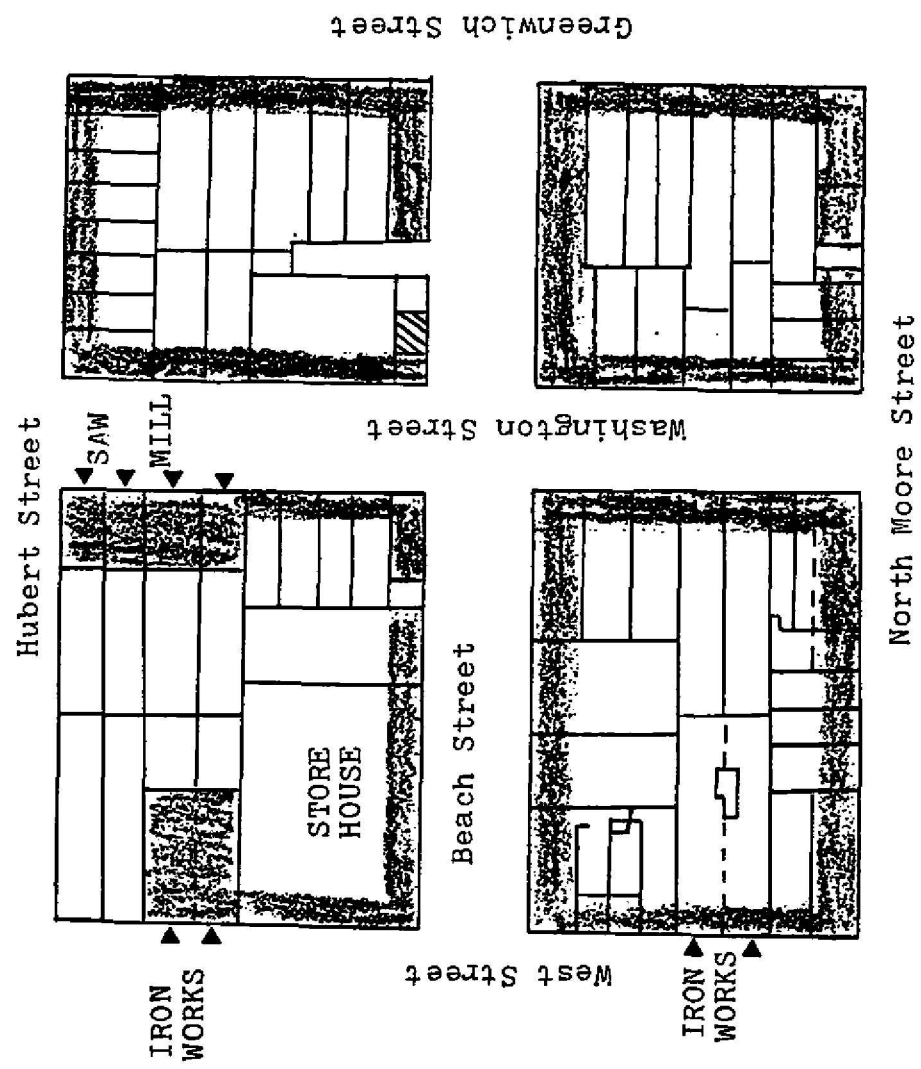 Greenwich Street
Hubert Street
SAW
MILL
Washington Street
North Moore Street
STORE
HOUSE
Beach Street
IRON
WORKS
West Street
IRON
WORKS